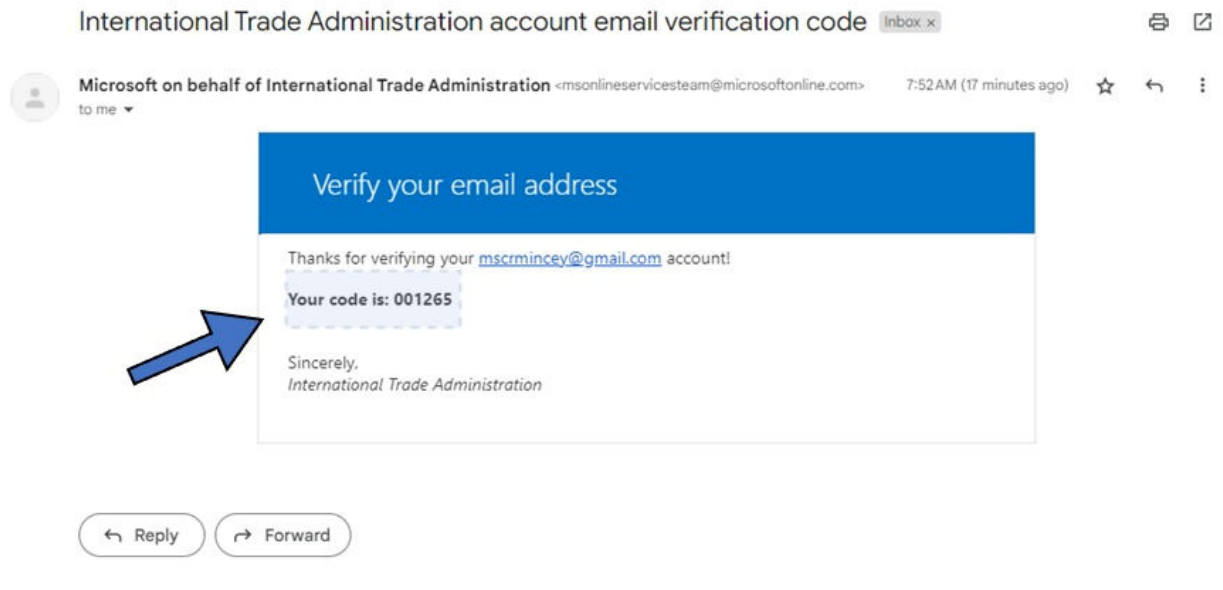 International Trade Administration account email verification code Inbox ×
Microsoft on behalf of International Trade Administration <msonlineservicesteam@microsoftonline.com> 7:52 AM (17 minutes ago)
to me
Verify your email address
Thanks for verifying your mscrmincey@gmail.com account!
Your code is: 001265
Sincerely,
International Trade Administration
Reply Forward